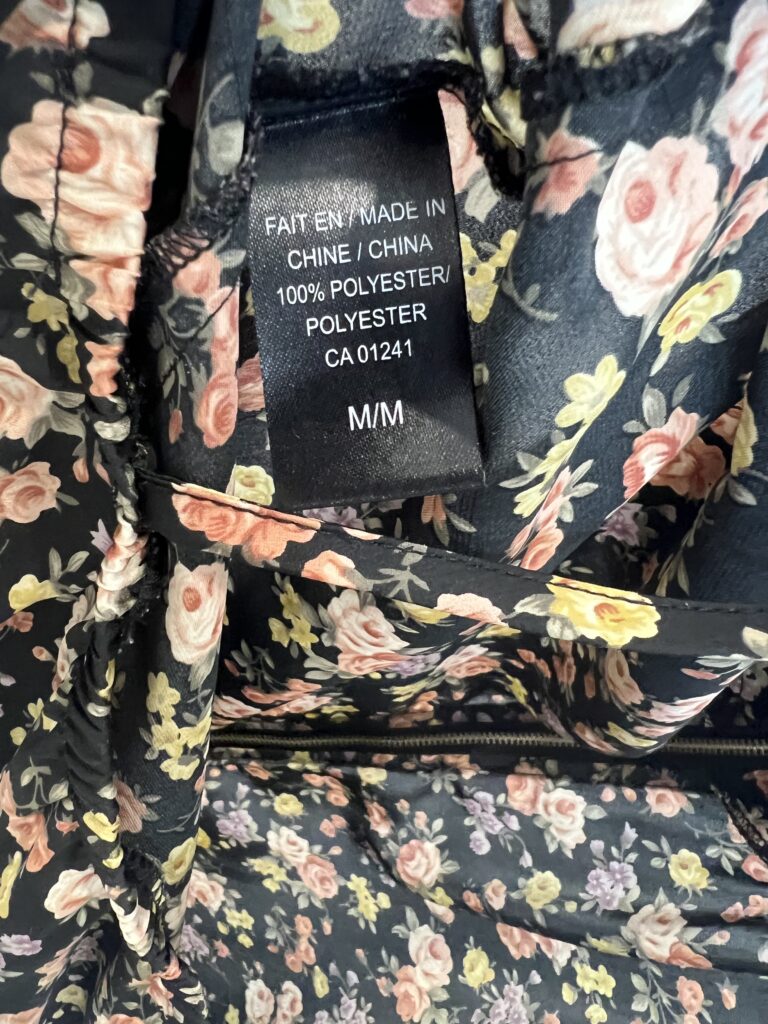 FAIT EN / MADE IN
CHINE / CHINA
100% POLYESTER/
POLYESTER
CA 01241
M/M